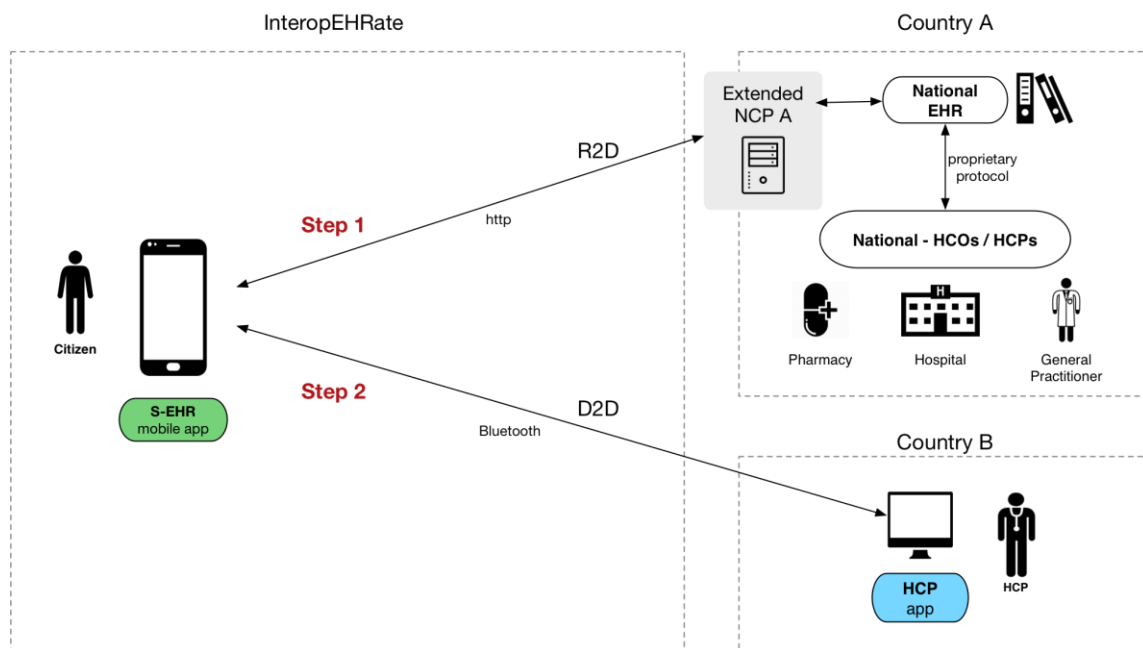 InteropEHRate
Country A
Extended
NCP A
National
EHR
R2D
proprietary
protocol
Step 1
http
National - HCOs / HCPs
H
Citizen
Pharmacy
Hospital
General
Practitioner
Step 2
S-EHR
mobile app
D2D
Bluetooth
Country B
HCP
app
HCP